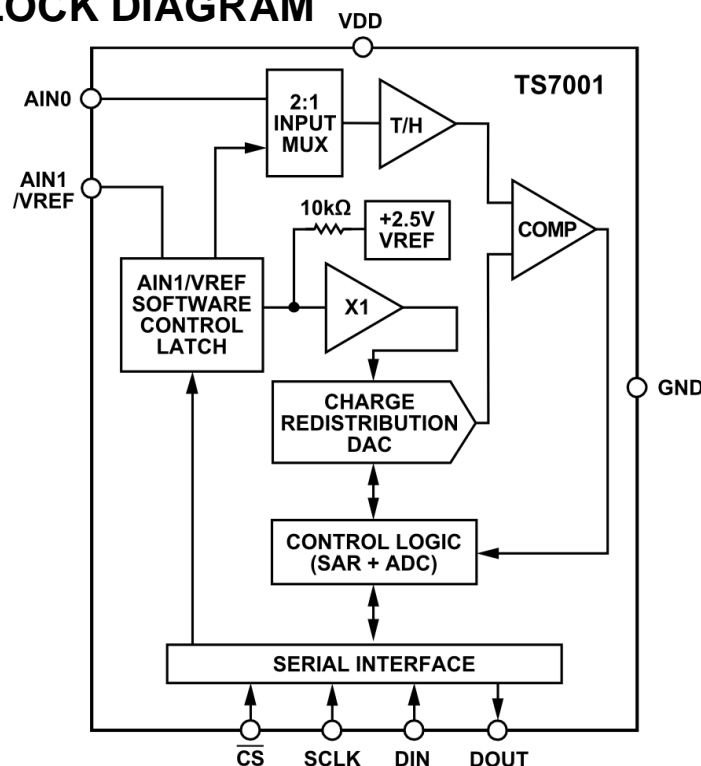 LOCK DIAGRAM
VDD
TS7001
AIN0
2:1
INPUT
MUX
T/H
AIN1
/VREF
10kΩ
+2.5V
VREF
COMP
AIN1/VREF
SOFTWARE
CONTROL
LATCH
X1
GND
CHARGE
REDISTRIBUTION
DAC
CONTROL LOGIC
(SAR + ADC)
SERIAL INTERFACE
C̅S̅
SCLK
DIN
DOUT